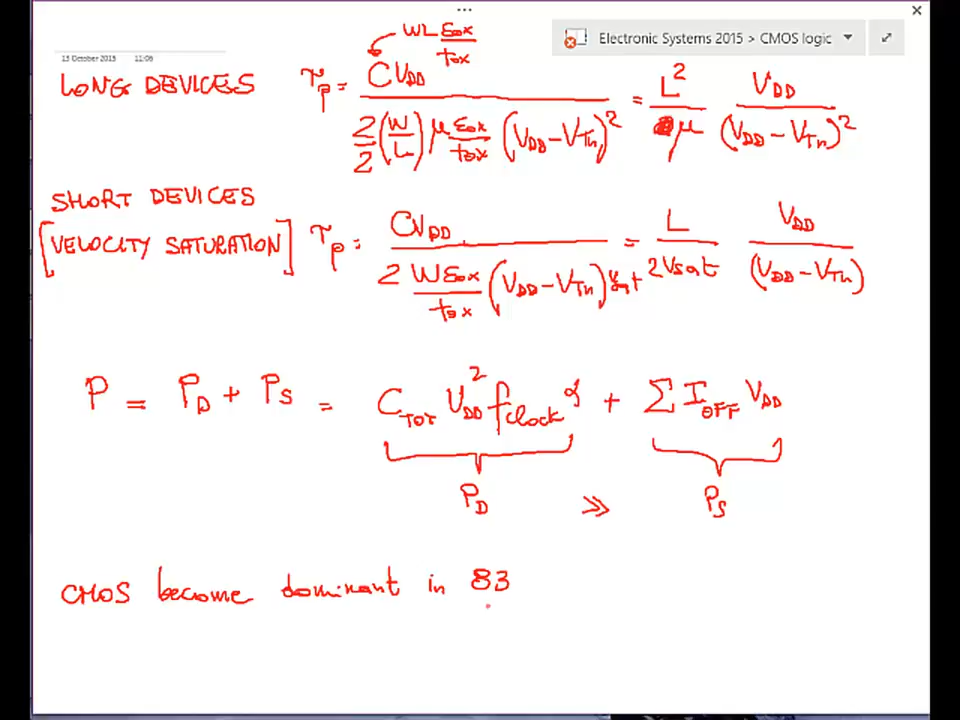 Electronic Systems 2015 > CMOS logic
13 October 2015 11:06
WL εox/tox
LONG DEVICES τp = CVDD / (2/2 (W/L) μ εox/tox (VDD-VTn)²) = L²/μ VDD/(VDD-VTn)²
SHORT DEVICES
[VELOCITY SATURATION] τp = CVDD / (2 Wεox/tox (VDD-VTn) vsat) = L/2vsat VDD/(VDD-VTn)
P = PD + PS = CTOT VDD² fclock α + Σ IOFF VDD
PD >> PS
CMOS become dominant in 83